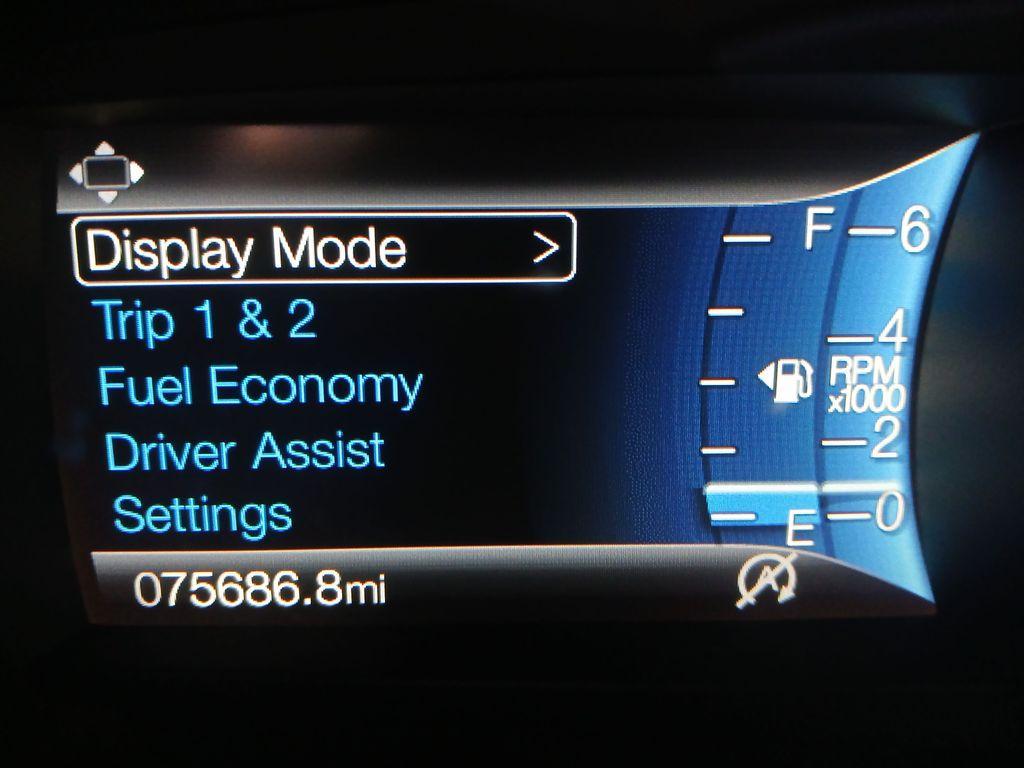 Display Mode >
Trip 1 & 2
Fuel Economy
Driver Assist
Settings
075686.8mi
F
E
6
4
RPM
x1000
2
0
A